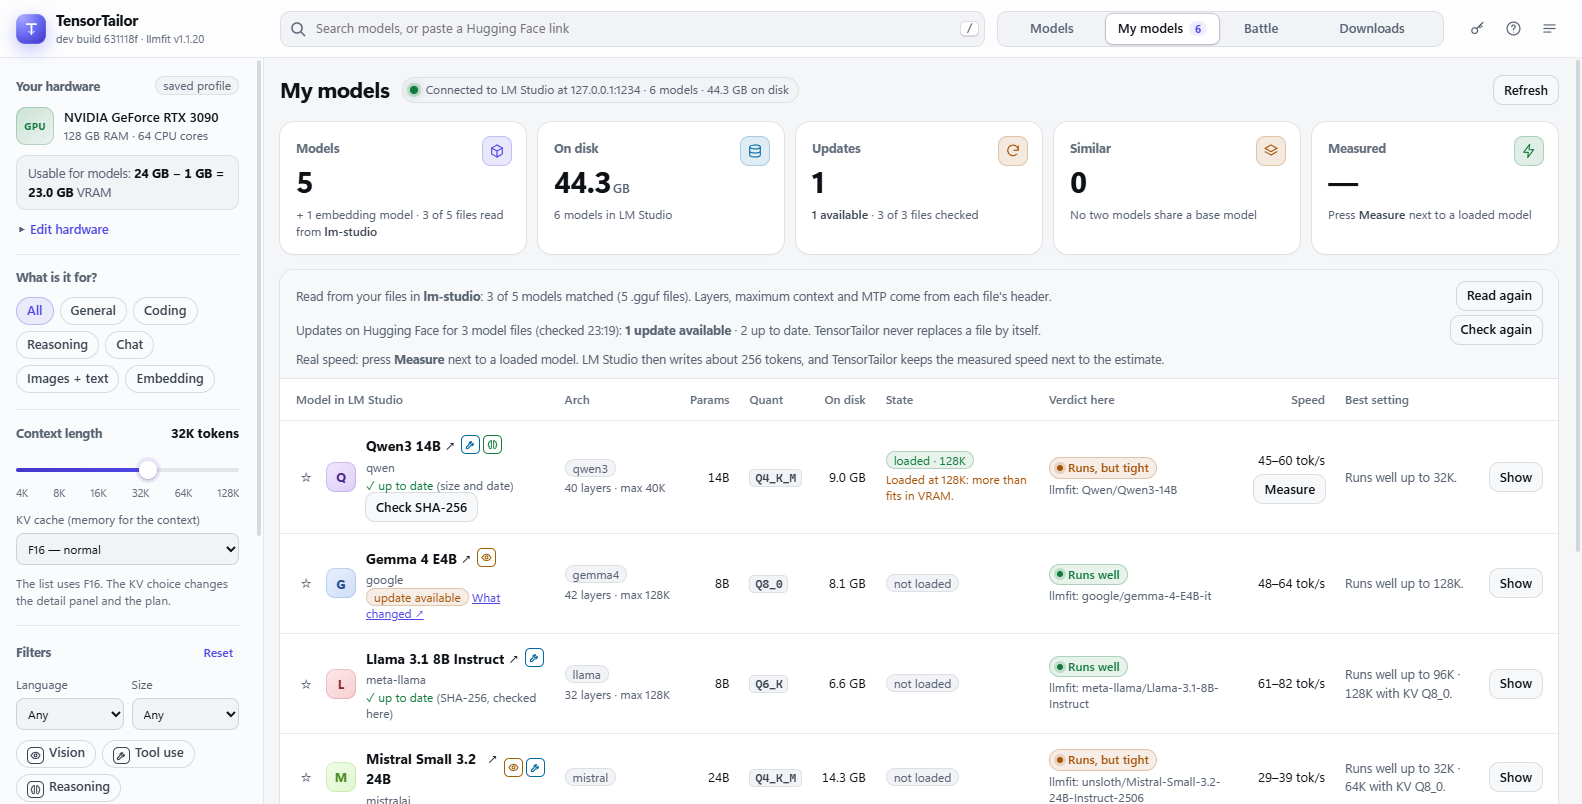 TensorTailor
dev build 631118f · llmfit v1.1.20
Search models, or paste a Hugging Face link
/
Models
My models 6
Battle
Downloads
Your hardware
saved profile
GPU
NVIDIA GeForce RTX 3090
128 GB RAM · 64 CPU cores
Usable for models: 24 GB − 1 GB =
23.0 GB VRAM
Edit hardware
What is it for?
All
General
Coding
Reasoning
Chat
Images + text
Embedding
Context length
32K tokens
4K 8K 16K 32K 64K 128K
KV cache (memory for the context)
F16 — normal
The list uses F16. The KV choice changes
the detail panel and the plan.
Filters
Reset
Language
Size
Any
Any
Vision
Tool use
Reasoning
My models
Connected to LM Studio at 127.0.0.1:1234 · 6 models · 44.3 GB on disk
Refresh
Models
5
+ 1 embedding model · 3 of 5 files read
from lm-studio
On disk
44.3 GB
6 models in LM Studio
Updates
1
1 available · 3 of 3 files checked
Similar
0
No two models share a base model
Measured
—
Press Measure next to a loaded model
Read from your files in lm-studio: 3 of 5 models matched (5 .gguf files). Layers, maximum context and MTP come from each file's header.
Read again
Updates on Hugging Face for 3 model files (checked 23:19): 1 update available · 2 up to date. TensorTailor never replaces a file by itself.
Check again
Real speed: press Measure next to a loaded model. LM Studio then writes about 256 tokens, and TensorTailor keeps the measured speed next to the estimate.
Model in LM Studio Arch Params Quant On disk State Verdict here Speed Best setting
Q
Qwen3 14B ↗
qwen
✓ up to date (size and date)
Check SHA-256
qwen3
40 layers · max 40K
14B
Q4_K_M
9.0 GB
loaded · 128K
Loaded at 128K: more than
fits in VRAM.
Runs, but tight
llmfit: Qwen/Qwen3-14B
45–60 tok/s
Measure
Runs well up to 32K.
Show
G
Gemma 4 E4B ↗
google
update available What
changed ↗
gemma4
42 layers · max 128K
8B
Q8_0
8.1 GB
not loaded
Runs well
llmfit: google/gemma-4-E4B-it
48–64 tok/s
Runs well up to 128K.
Show
L
Llama 3.1 8B Instruct ↗
meta-llama
✓ up to date (SHA-256, checked
here)
llama
32 layers · max 128K
8B
Q6_K
6.6 GB
not loaded
Runs well
llmfit: meta-llama/Llama-3.1-8B-
Instruct
61–82 tok/s
Runs well up to 96K ·
128K with KV Q8_0.
Show
M
Mistral Small 3.2 ↗
24B
mistralai
mistral
24B
Q4_K_M
14.3 GB
not loaded
Runs, but tight
llmfit: unsloth/Mistral-Small-3.2-
24B-Instruct-2506
29–39 tok/s
Runs well up to 32K ·
64K with KV Q8_0.
Show